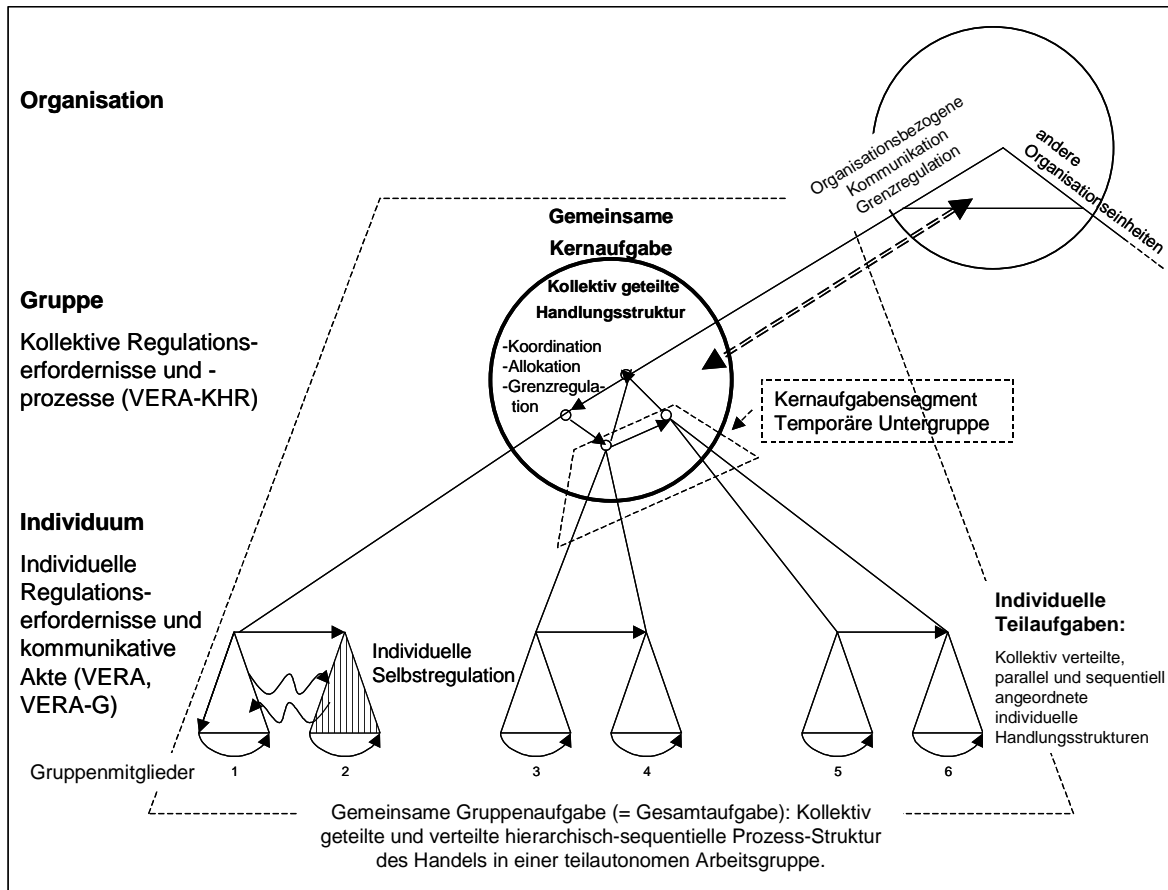 Organisation
Organisationsbezogene
Kommunikation
Grenzregulation
andere
Organisationseinheiten
Gemeinsame
Kernaufgabe
Kollektiv geteilte
Handlungsstruktur
-Koordination
-Allokation
-Grenzregula-
tion
Gruppe
Kollektive Regulations-
erfordernisse und -
prozesse (VERA-KHR)
Kernaufgabensegment
Temporäre Untergruppe
Individuum
Individuelle
Regulations-
erfordernisse und
kommunikative
Akte (VERA,
VERA-G)
Individuelle
Selbstregulation
Individuelle
Teilaufgaben:
Kollektiv verteilte,
parallel und sequentiell
angeordnete
individuelle
Handlungsstrukturen
Gruppenmitglieder 1 2 3 4 5 6
Gemeinsame Gruppenaufgabe (= Gesamtaufgabe): Kollektiv
geteilte und verteilte hierarchisch-sequentielle Prozess-Struktur
des Handels in einer teilautonomen Arbeitsgruppe.